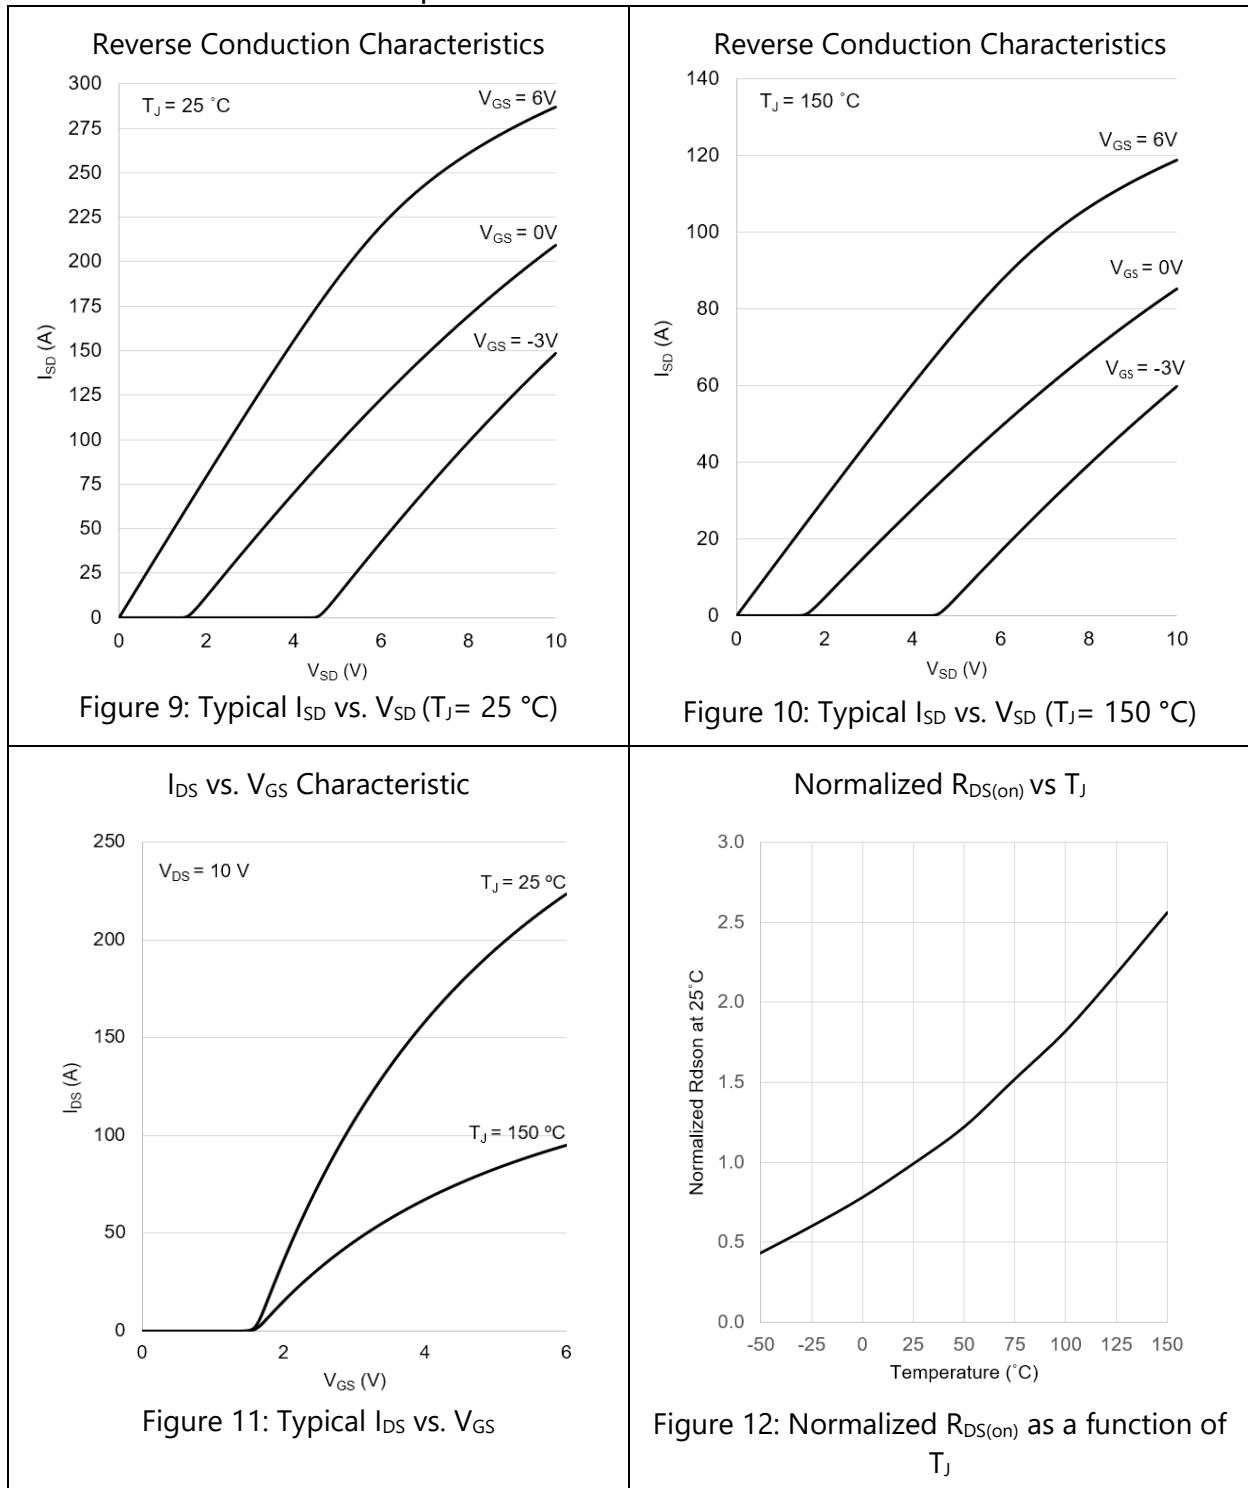 Reverse Conduction Characteristics
300
275
250
225
200
175
150
125
100
75
50
25
0
I_SD (A)
T_J = 25 ˚C
V_GS = 6V
V_GS = 0V
V_GS = -3V
0 2 4 6 8 10
V_SD (V)
Figure 9: Typical I_SD vs. V_SD (T_J= 25 °C)
Reverse Conduction Characteristics
140
120
100
80
60
40
20
0
I_SD (A)
T_J = 150 ˚C
V_GS = 6V
V_GS = 0V
V_GS = -3V
0 2 4 6 8 10
V_SD (V)
Figure 10: Typical I_SD vs. V_SD (T_J= 150 °C)
I_DS vs. V_GS Characteristic
250
200
150
100
50
0
I_DS (A)
V_DS = 10 V
T_J = 25 ºC
T_J = 150 ºC
0 2 4 6
V_GS (V)
Figure 11: Typical I_DS vs. V_GS
Normalized R_DS(on) vs T_J
3.0
2.5
2.0
1.5
1.0
0.5
0.0
Normalized Rdson at 25˚C
-50 -25 0 25 50 75 100 125 150
Temperature (˚C)
Figure 12: Normalized R_DS(on) as a function of
T_J